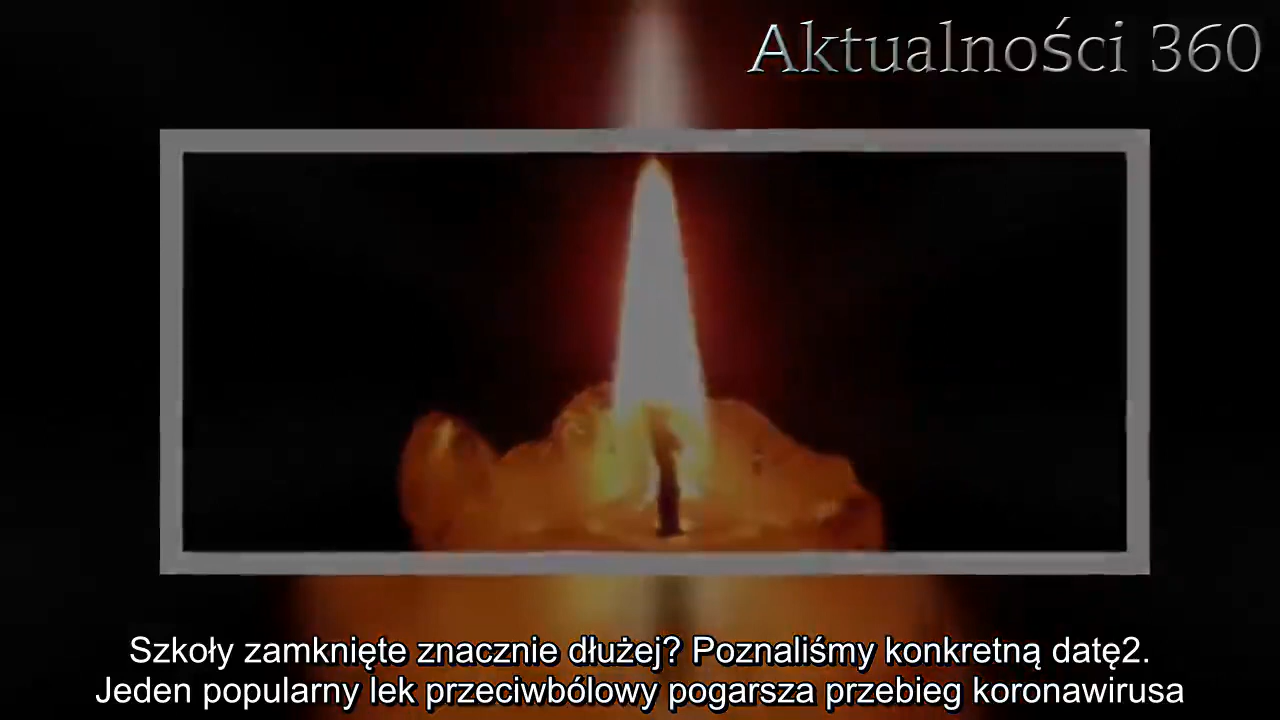 Aktualności 360
Szkoły zamknięte znacznie dłużej? Poznaliśmy konkretną datę2.
Jeden popularny lek przeciwbólowy pogarsza przebieg koronawirusa